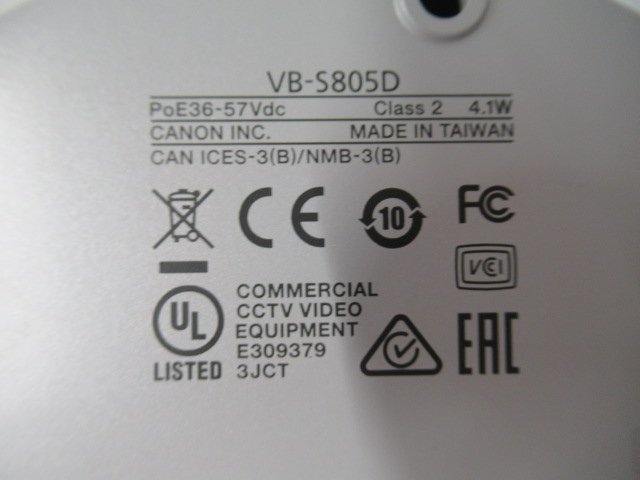 VB-S805D
PoE36-57Vdc Class 2 4.1W
CANON INC. MADE IN TAIWAN
CAN ICES-3(B)/NMB-3(B)
CE 10 FC
VCI
UL
LISTED
COMMERCIAL
CCTV VIDEO
EQUIPMENT
E309379
3JCT
EAC